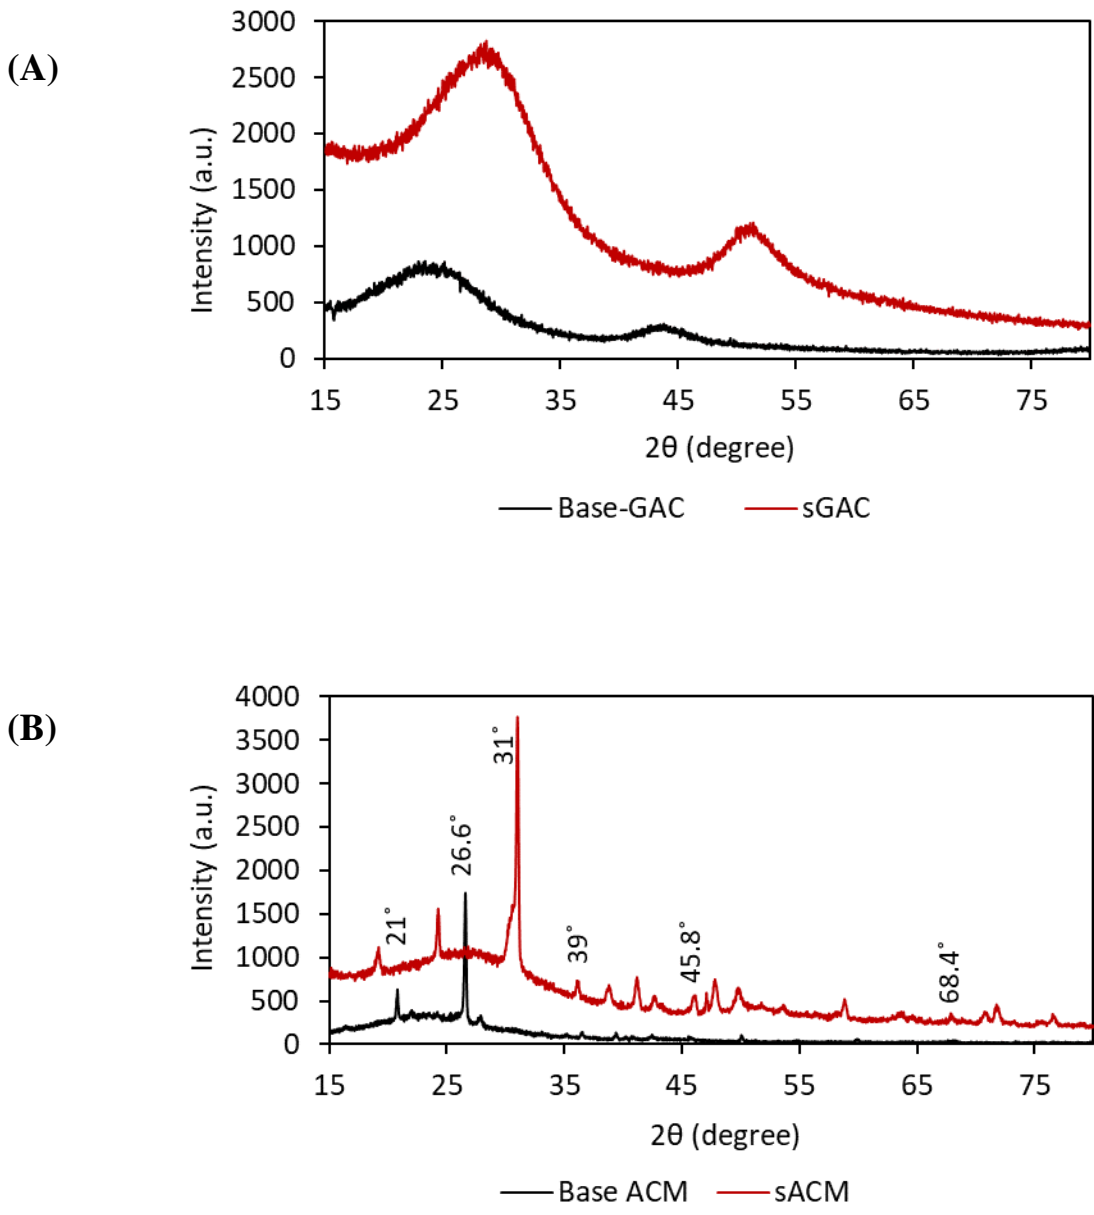 (A)
3000
2500
2000
1500
1000
500
0
Intensity (a.u.)
15 25 35 45 55 65 75
2θ (degree)
Base-GAC sGAC
(B)
4000
3500
3000
2500
2000
1500
1000
500
0
Intensity (a.u.)
21°
26.6°
31°
39°
45.8°
68.4°
15 25 35 45 55 65 75
2θ (degree)
Base ACM sACM